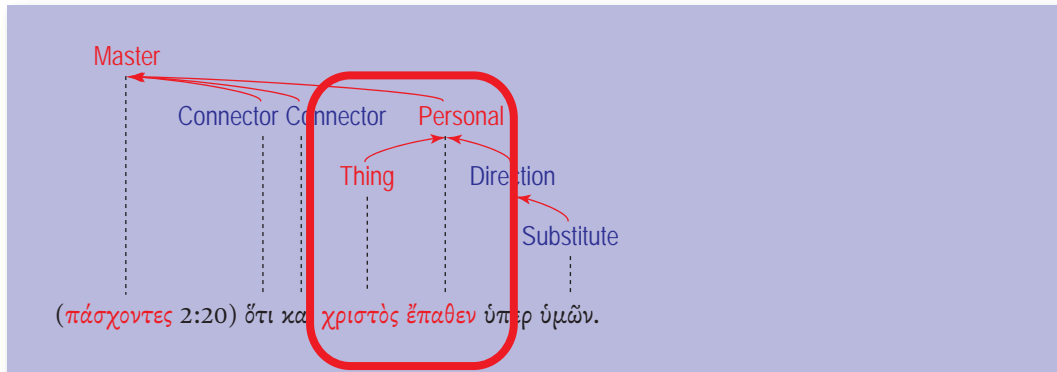 Master
Connector Connector Personal
Thing Direction
Substitute
(πάσχοντες 2:20) ὅτι καὶ χριστὸς ἔπαθεν ὑπὲρ ὑμῶν.